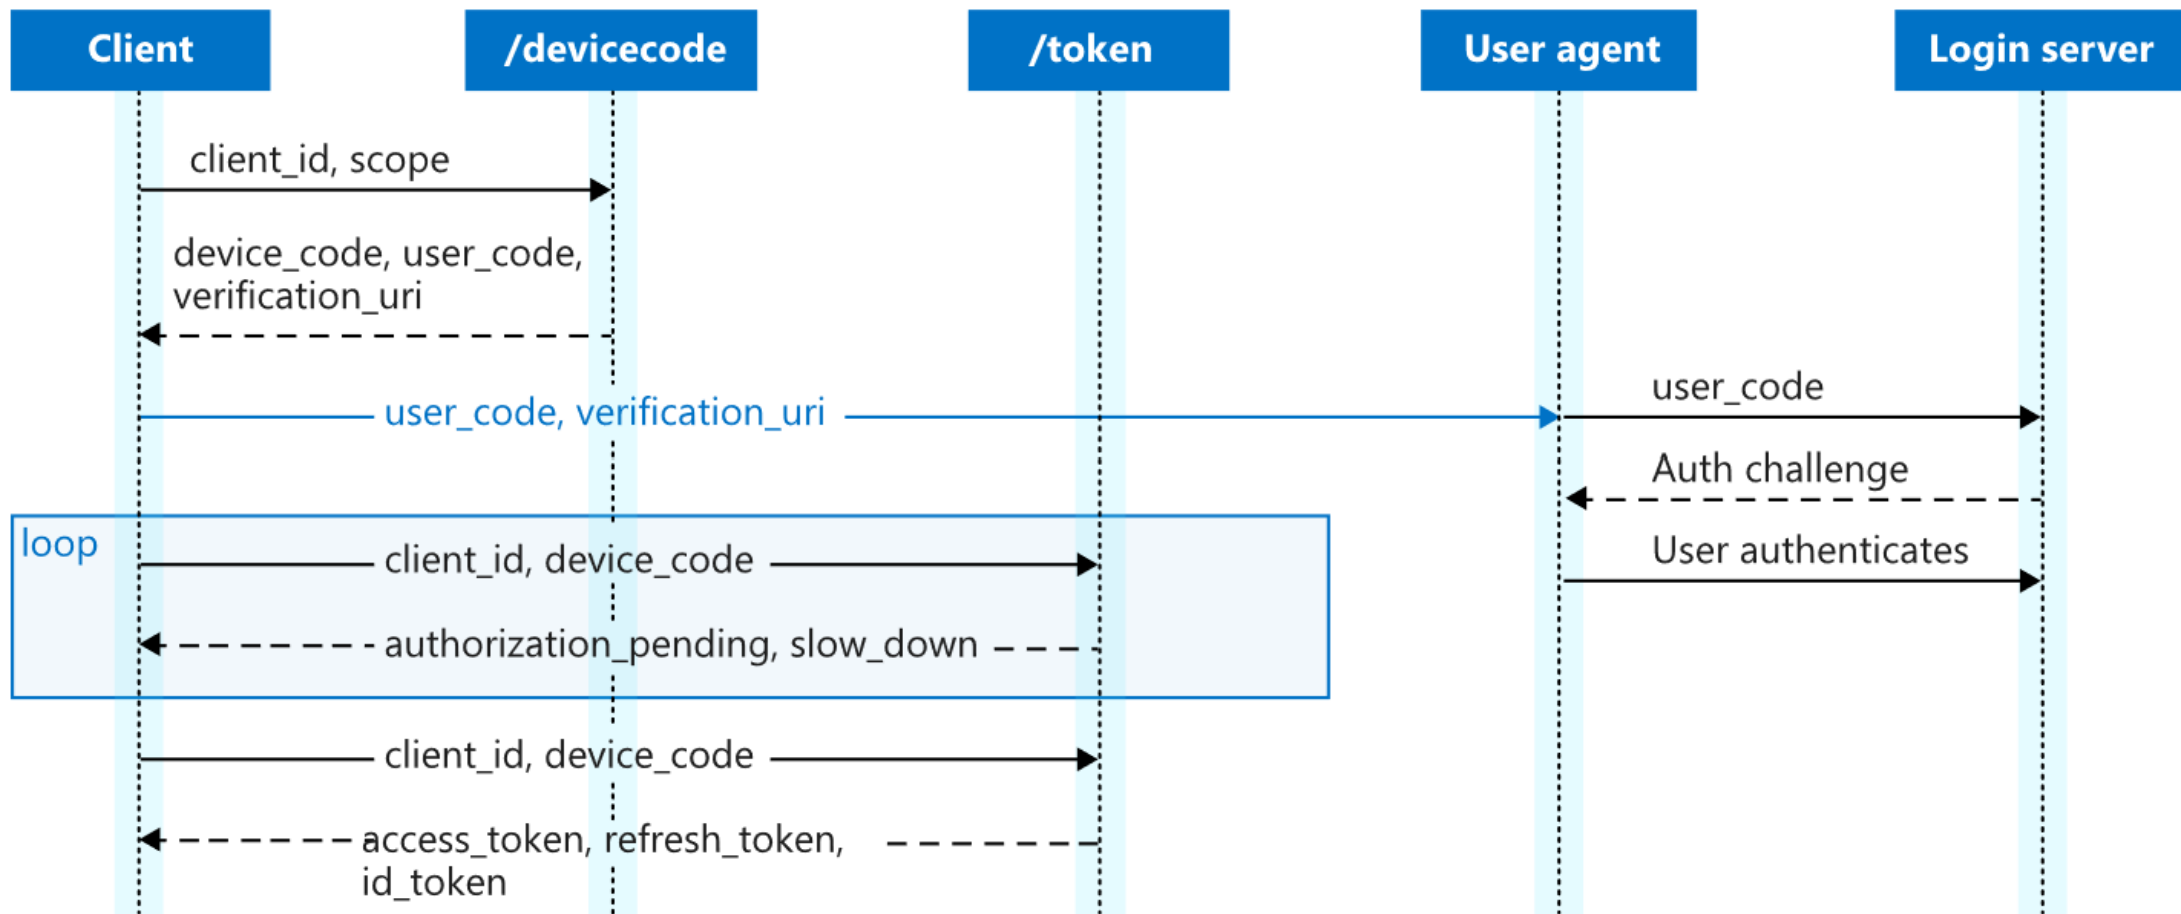 Client
/devicecode
/token
User agent
Login server
client_id, scope
device_code, user_code,
verification_uri
user_code, verification_uri
user_code
Auth challenge
loop
client_id, device_code
User authenticates
authorization_pending, slow_down
client_id, device_code
access_token, refresh_token,
id_token